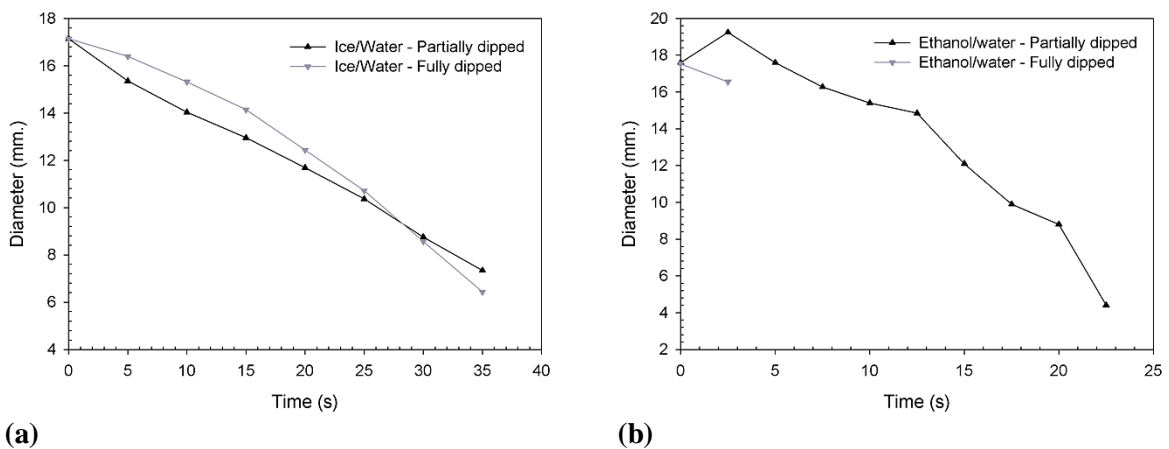 18
16
14
12
10
8
6
4
Diameter (mm.)
Ice/Water - Partially dipped
Ice/Water - Fully dipped
0 5 10 15 20 25 30 35 40
Time (s)
(a)
20
18
16
14
12
10
8
6
4
2
Diameter (mm.)
Ethanol/water - Partially dipped
Ethanol/water - Fully dipped
0 5 10 15 20 25
Time (s)
(b)